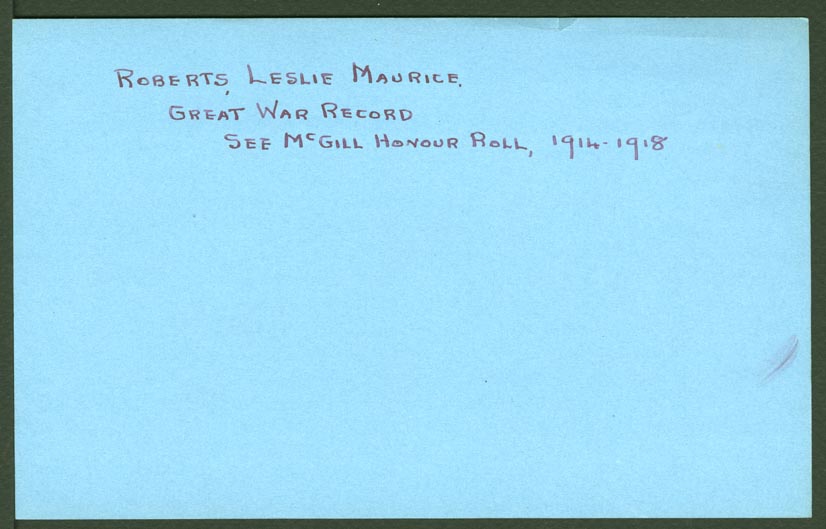 ROBERTS, LESLIE MAURICE.
GREAT WAR RECORD
SEE McGILL HONOUR ROLL, 1914-1918